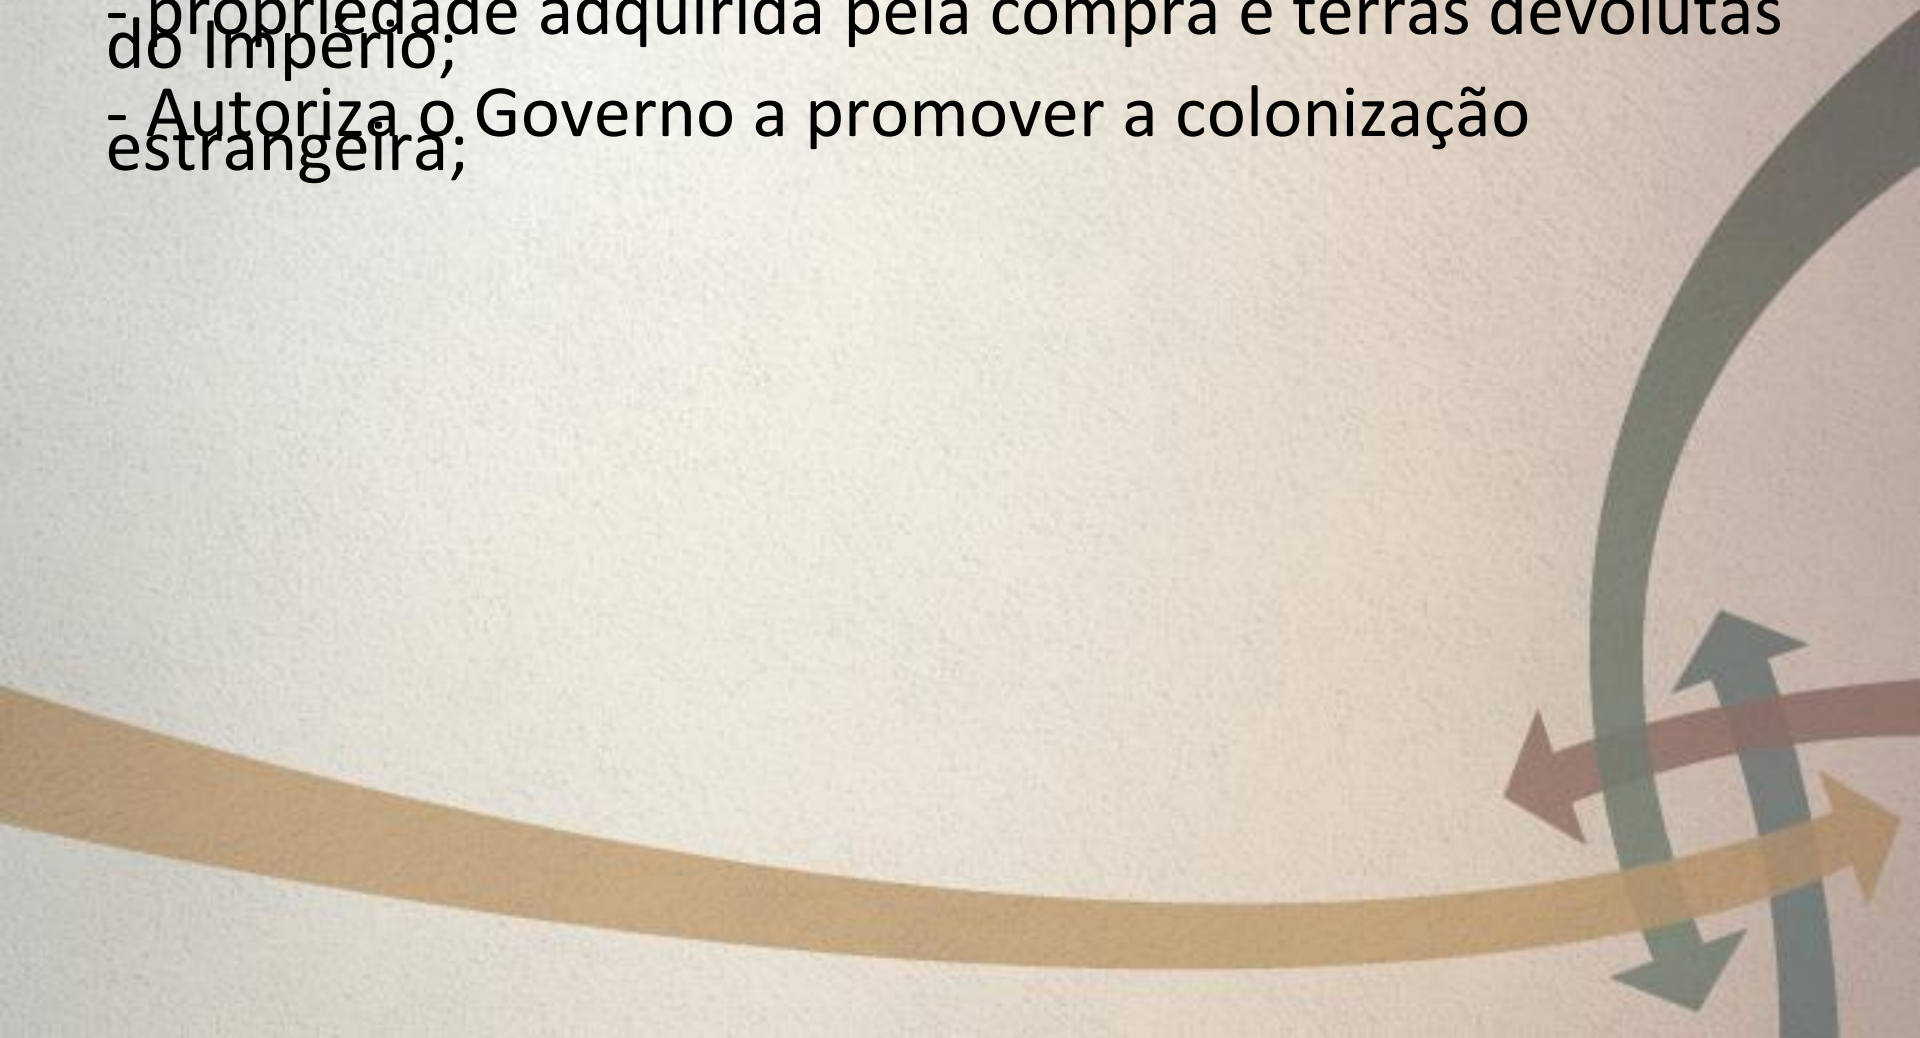 - propriedade adquirida pela compra e terras devolutas
do Império;
- Autoriza o Governo a promover a colonização
estrangeira;